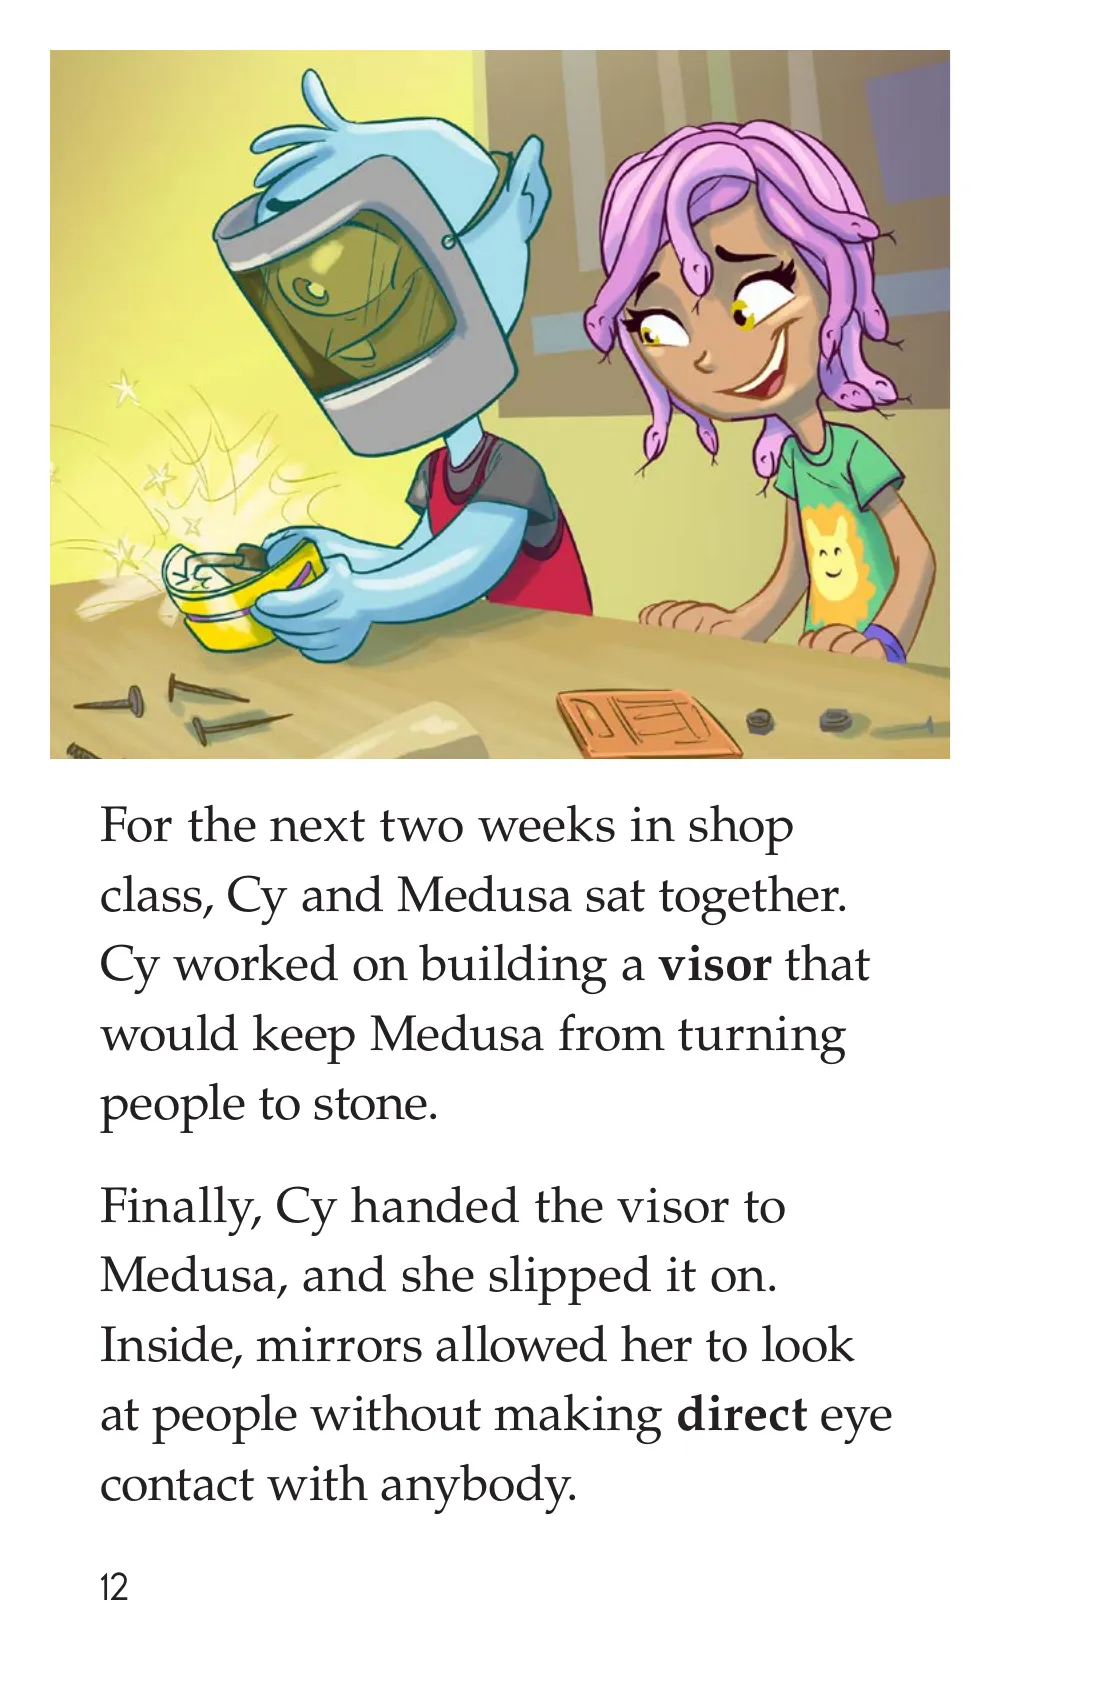 For the next two weeks in shop
class, Cy and Medusa sat together.
Cy worked on building a visor that
would keep Medusa from turning
people to stone.
Finally, Cy handed the visor to
Medusa, and she slipped it on.
Inside, mirrors allowed her to look
at people without making direct eye
contact with anybody.
12